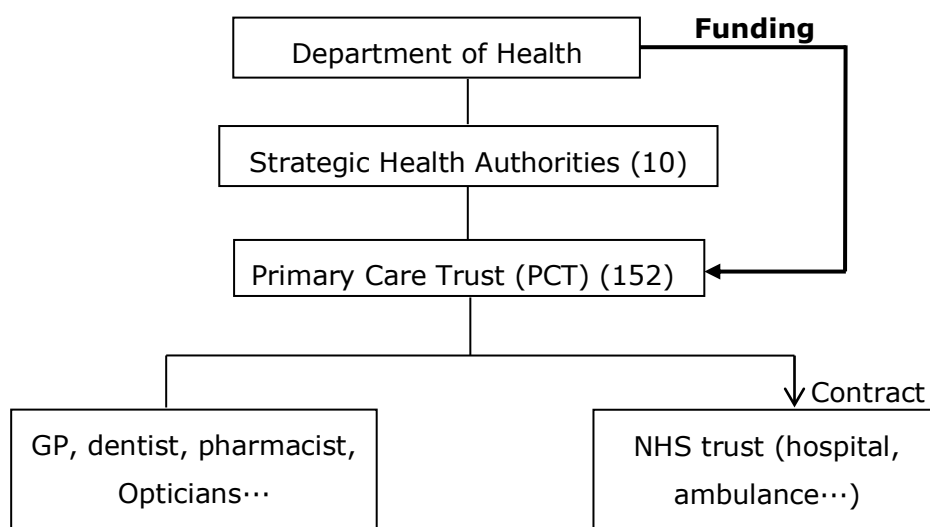 Funding
Department of Health
Strategic Health Authorities (10)
Primary Care Trust (PCT) (152)
Contract
GP, dentist, pharmacist,
Opticians⋯
NHS trust (hospital,
ambulance⋯)